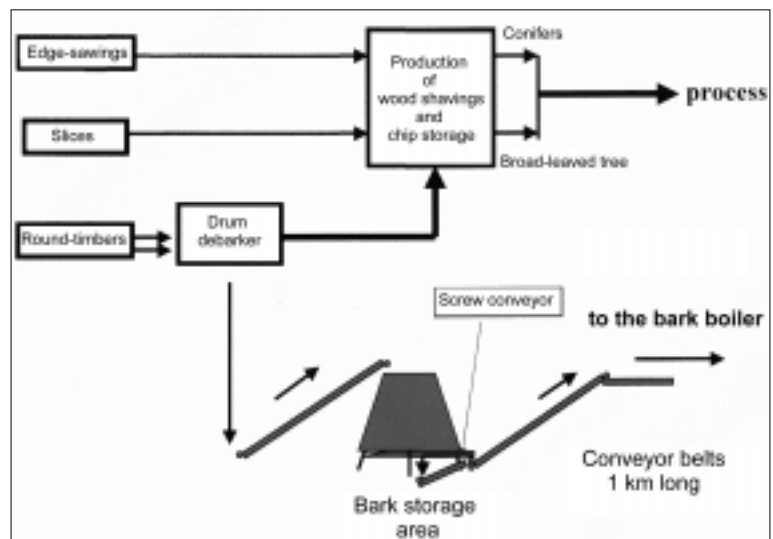 Edge-sawings
Slices
Round-timbers
Drum
debarker
Production
of
wood shavings
and
chip storage
Conifers
Broad-leaved tree
process
Screw conveyor
to the bark boiler
Bark storage
area
Conveyor belts
1 km long